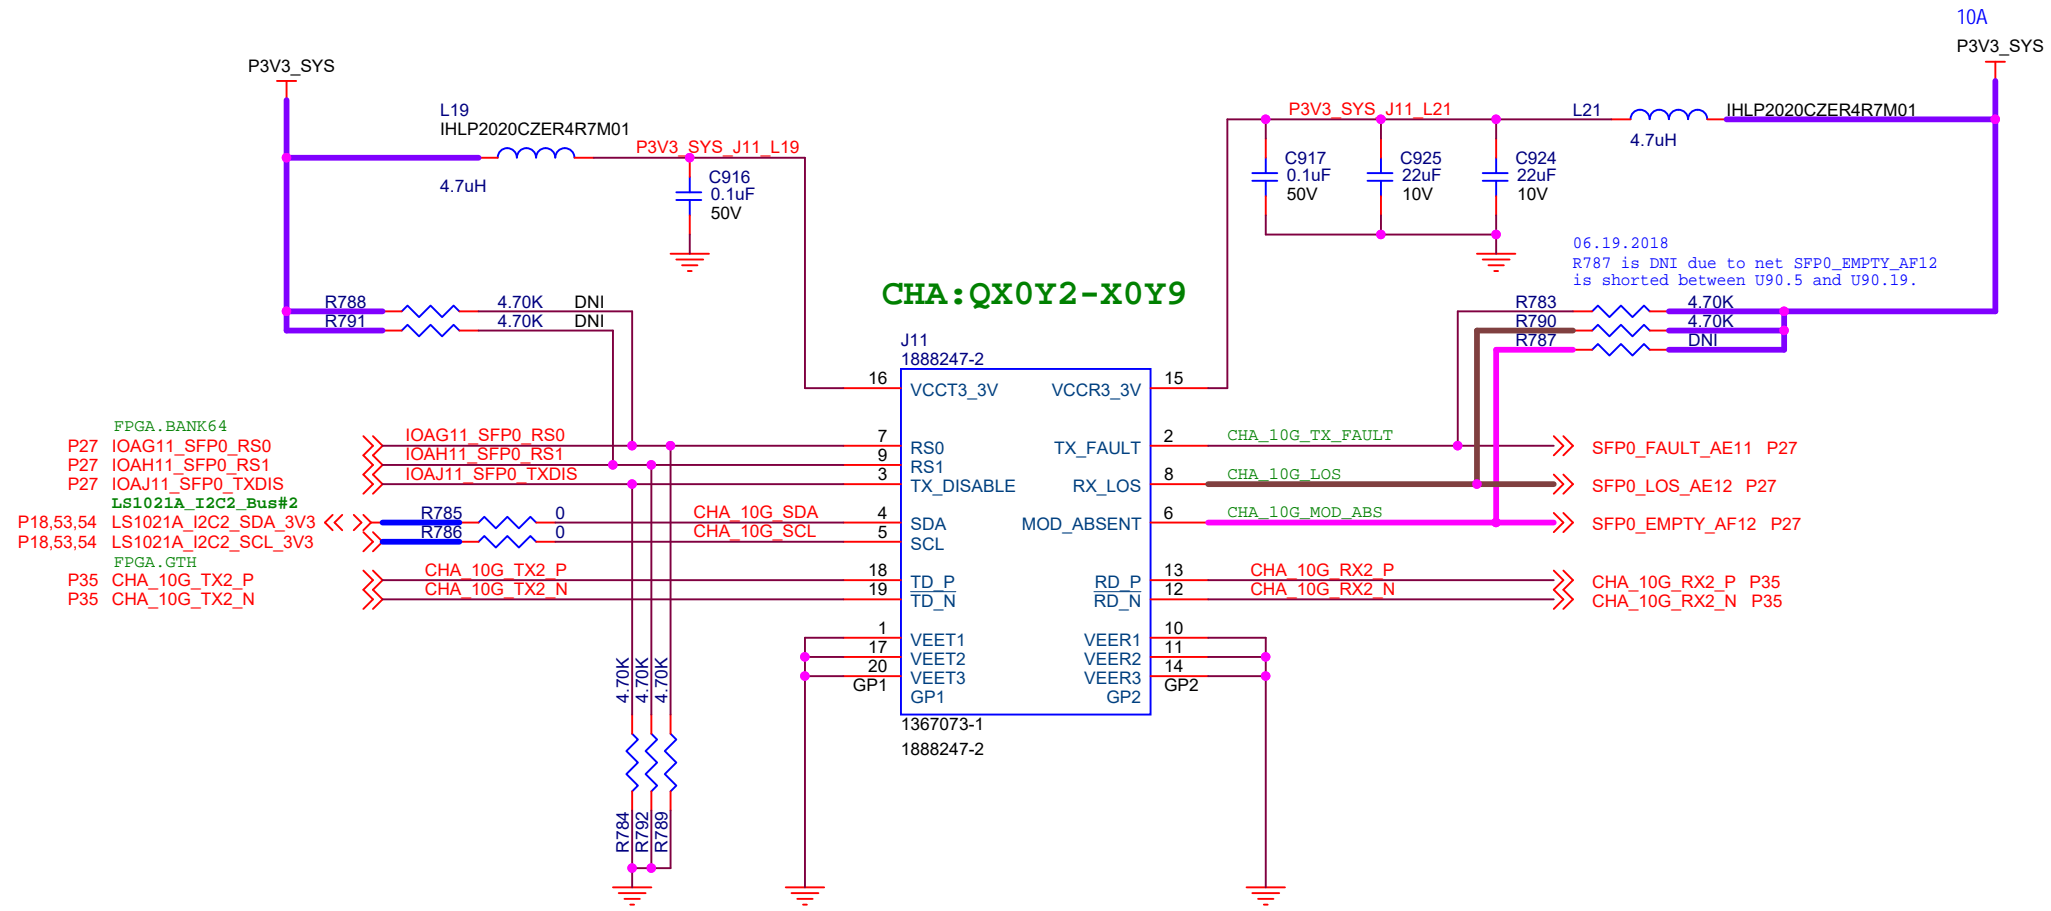 10A
P3V3_SYS
P3V3_SYS
L19
IHLP2020CZER4R7M01
P3V3_SYS_J11_L19
4.7uH
C916
0.1uF
50V
P3V3_SYS_J11_L21
L21
IHLP2020CZER4R7M01
4.7uH
C917
0.1uF
50V
C925
22uF
10V
C924
22uF
10V
06.19.2018
R787 is DNI due to net SFP0_EMPTY_AF12
is shorted between U90.5 and U90.19.
CHA:QX0Y2-X0Y9
R788 4.70K DNI
R791 4.70K DNI
R783 4.70K
R790 4.70K
R787 DNI
J11
1888247-2
16 VCCT3_3V
VCCR3_3V 15
FPGA.BANK64
P27 IOAG11_SFP0_RS0
IOAG11_SFP0_RS0
7 RS0
P27 IOAH11_SFP0_RS1
IOAH11_SFP0_RS1
9 RS1
P27 IOAJ11_SFP0_TXDIS
IOAJ11_SFP0_TXDIS
3 TX_DISABLE
TX_FAULT 2
CHA_10G_TX_FAULT
SFP0_FAULT_AE11 P27
RX_LOS 8
CHA_10G_LOS
SFP0_LOS_AE12 P27
LS1021A_I2C2_Bus#2
P18,53,54 LS1021A_I2C2_SDA_3V3
R785 0
CHA_10G_SDA
4 SDA
P18,53,54 LS1021A_I2C2_SCL_3V3
R786 0
CHA_10G_SCL
5 SCL
MOD_ABSENT 6
CHA_10G_MOD_ABS
SFP0_EMPTY_AF12 P27
FPGA.GTH
P35 CHA_10G_TX2_P
CHA_10G_TX2_P
18 TD_P
P35 CHA_10G_TX2_N
CHA_10G_TX2_N
19 TD_N
RD_P 13
CHA_10G_RX2_P
CHA_10G_RX2_P P35
RD_N 12
CHA_10G_RX2_N
CHA_10G_RX2_N P35
1 VEET1
17 VEET2
20 VEET3
GP1 GP1
VEER1 10
VEER2 11
VEER3 14
GP2 GP2
1367073-1
1888247-2
4.70K
4.70K
4.70K
R784
R792
R789